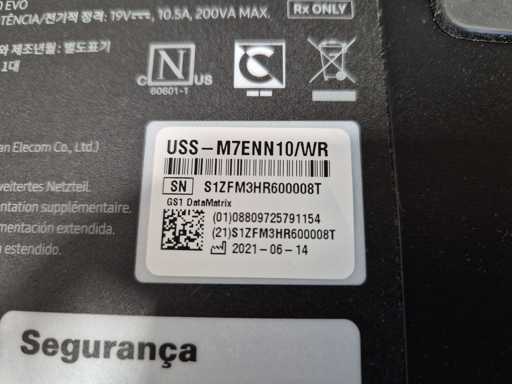 EVO
TÊNCIA/전기적 정격: 19V⎓, 10.5A, 200VA MAX.
Rx ONLY
와 제조년월: 별도표기
1대
C N US
60601-1
an Elecom Co., Ltd.)
USS-M7ENN10/WR
SN S1ZFM3HR600008T
GS1 DataMatrix
(01)08809725791154
(21)S1ZFM3HR600008T
2021-06-14
weitertes Netzteil.
ntation supplémentaire.
mentación extendida.
o estendido.
Segurança